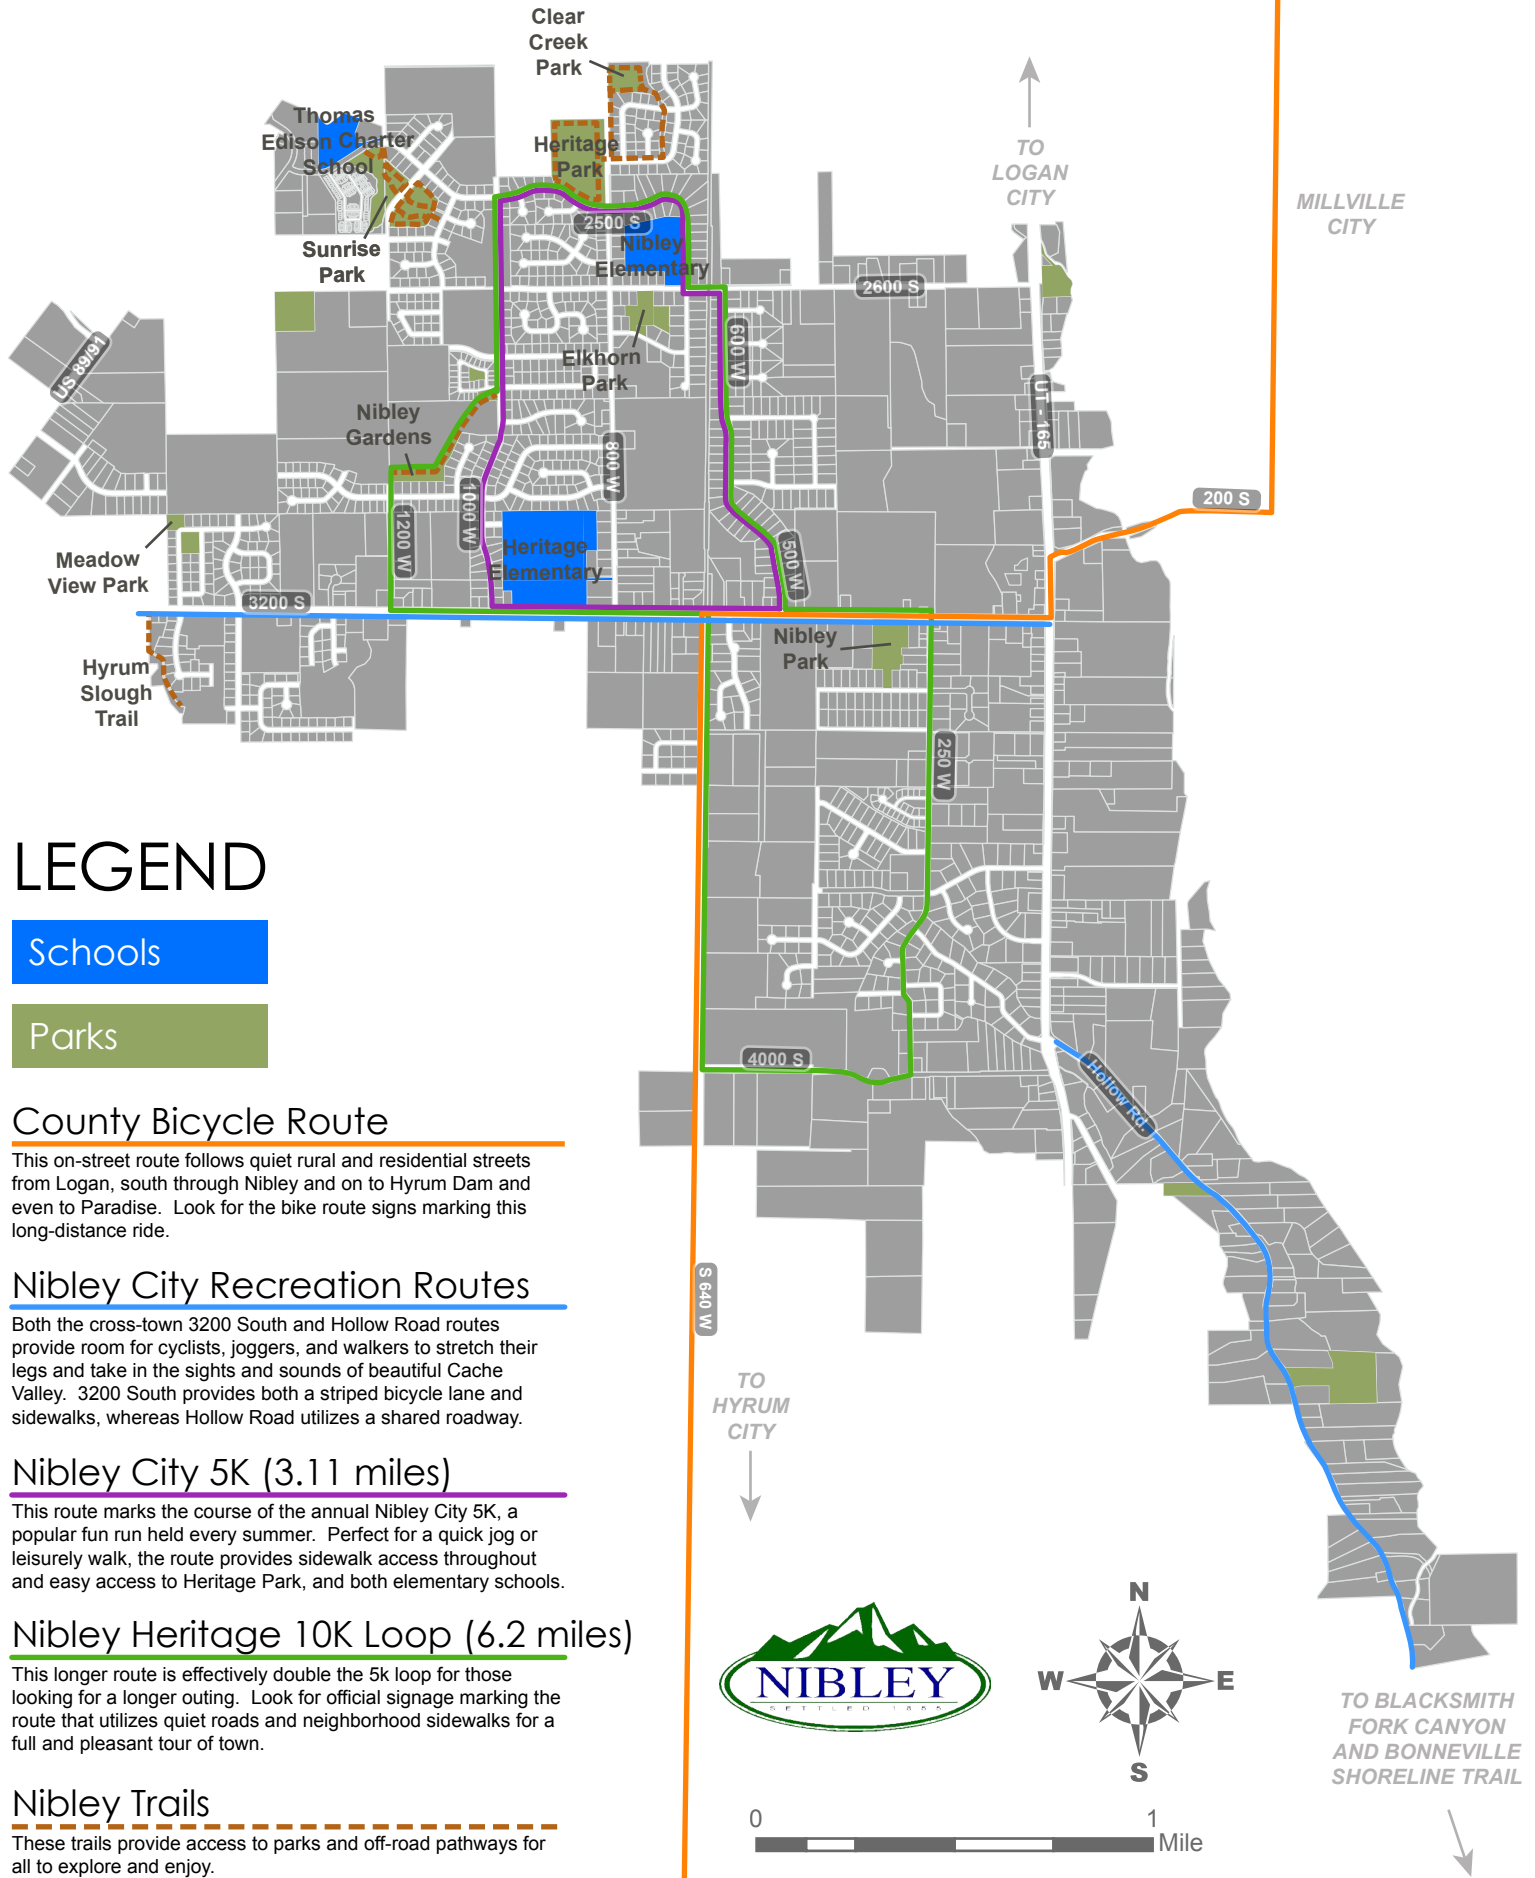 Clear
Creek
Park
Thomas
Edison Charter
School
Heritage
Park
TO
LOGAN
CITY
MILLVILLE
CITY
2500 S
Nibley
Elementary
Sunrise
Park
2600 S
US 89/91
600 W
Elkhorn
Park
UT - 165
Nibley
Gardens
800 W
1000 W
1200 W
200 S
Heritage
Elementary
500 W
Meadow
View Park
3200 S
Nibley
Park
Hyrum
Slough
Trail
250 W
LEGEND
Schools
Parks
4000 S
Hollow Rd.
County Bicycle Route
This on-street route follows quiet rural and residential streets
from Logan, south through Nibley and on to Hyrum Dam and
even to Paradise. Look for the bike route signs marking this
long-distance ride.
Nibley City Recreation Routes
Both the cross-town 3200 South and Hollow Road routes
provide room for cyclists, joggers, and walkers to stretch their
legs and take in the sights and sounds of beautiful Cache
Valley. 3200 South provides both a striped bicycle lane and
sidewalks, whereas Hollow Road utilizes a shared roadway.
S 640 W
TO
HYRUM
CITY
Nibley City 5K (3.11 miles)
This route marks the course of the annual Nibley City 5K, a
popular fun run held every summer. Perfect for a quick jog or
leisurely walk, the route provides sidewalk access throughout
and easy access to Heritage Park, and both elementary schools.
Nibley Heritage 10K Loop (6.2 miles)
This longer route is effectively double the 5k loop for those
looking for a longer outing. Look for official signage marking the
route that utilizes quiet roads and neighborhood sidewalks for a
full and pleasant tour of town.
Nibley Trails
These trails provide access to parks and off-road pathways for
all to explore and enjoy.
NIBLEY
SETTLED 1855
N
W
E
S
0
1
Mile
TO BLACKSMITH
FORK CANYON
AND BONNEVILLE
SHORELINE TRAIL